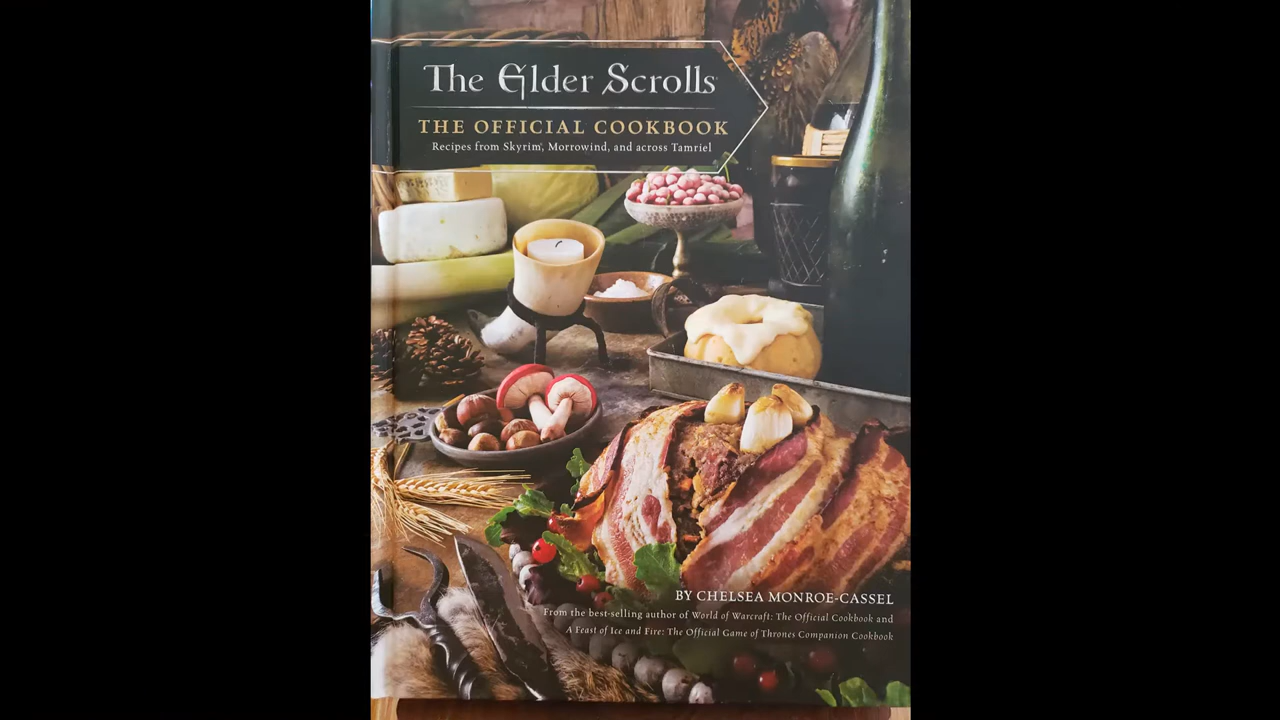 The Elder Scrolls
THE OFFICIAL COOKBOOK
Recipes from Skyrim, Morrowind, and across Tamriel
BY CHELSEA MONROE-CASSEL
From the best-selling author of World of Warcraft: The Official Cookbook and
A Feast of Ice and Fire: The Official Game of Thrones Companion Cookbook